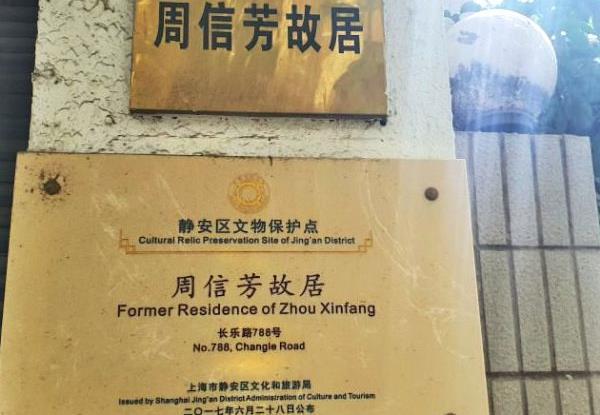 周信芳故居
静安区文物保护点
Cultural Relic Preservation Site of Jing'an District
周信芳故居
Former Residence of Zhou Xinfang
长乐路788号
No.788, Changle Road
上海市静安区文化和旅游局
Issued by Shanghai Jing'an District Administration of Culture and Tourism
二〇一七年六月二十八日公布